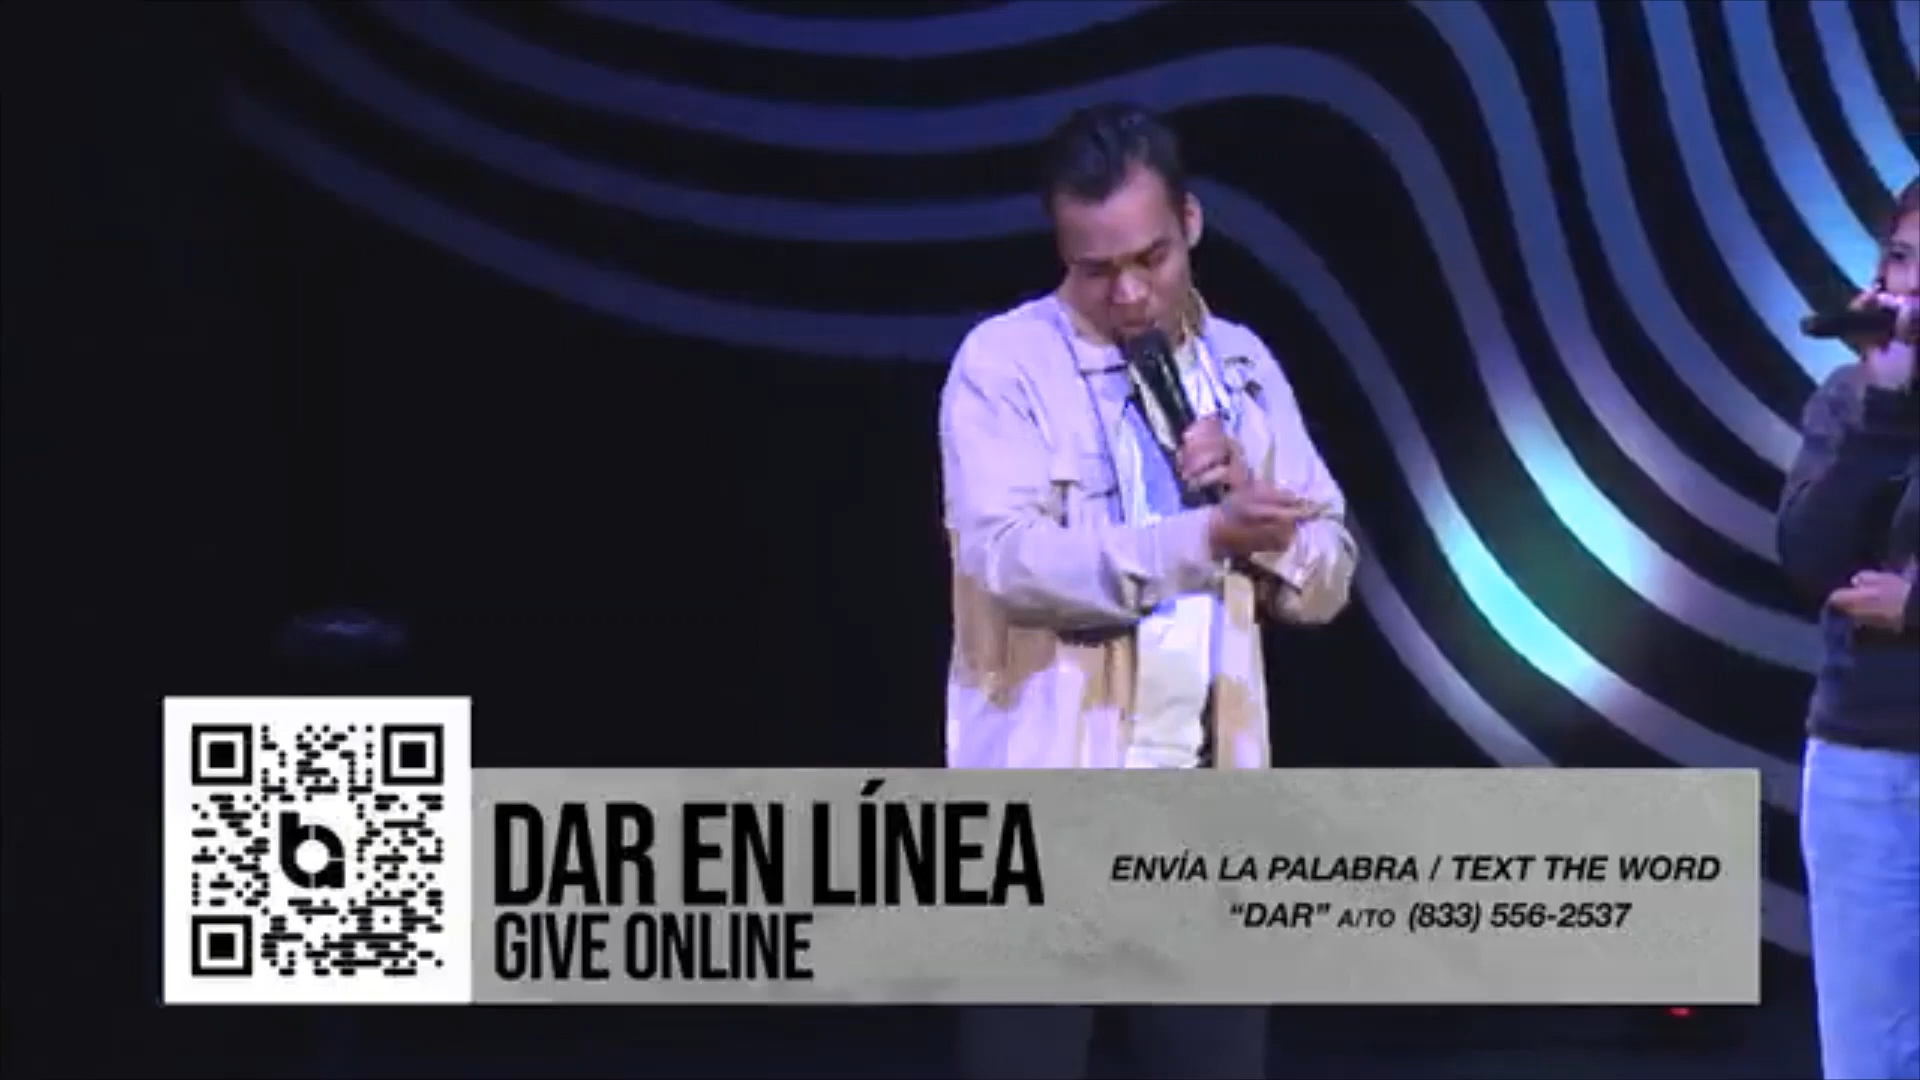 DAR EN LÍNEA
GIVE ONLINE
ENVÍA LA PALABRA / TEXT THE WORD
“DAR” A/TO (833) 556-2537